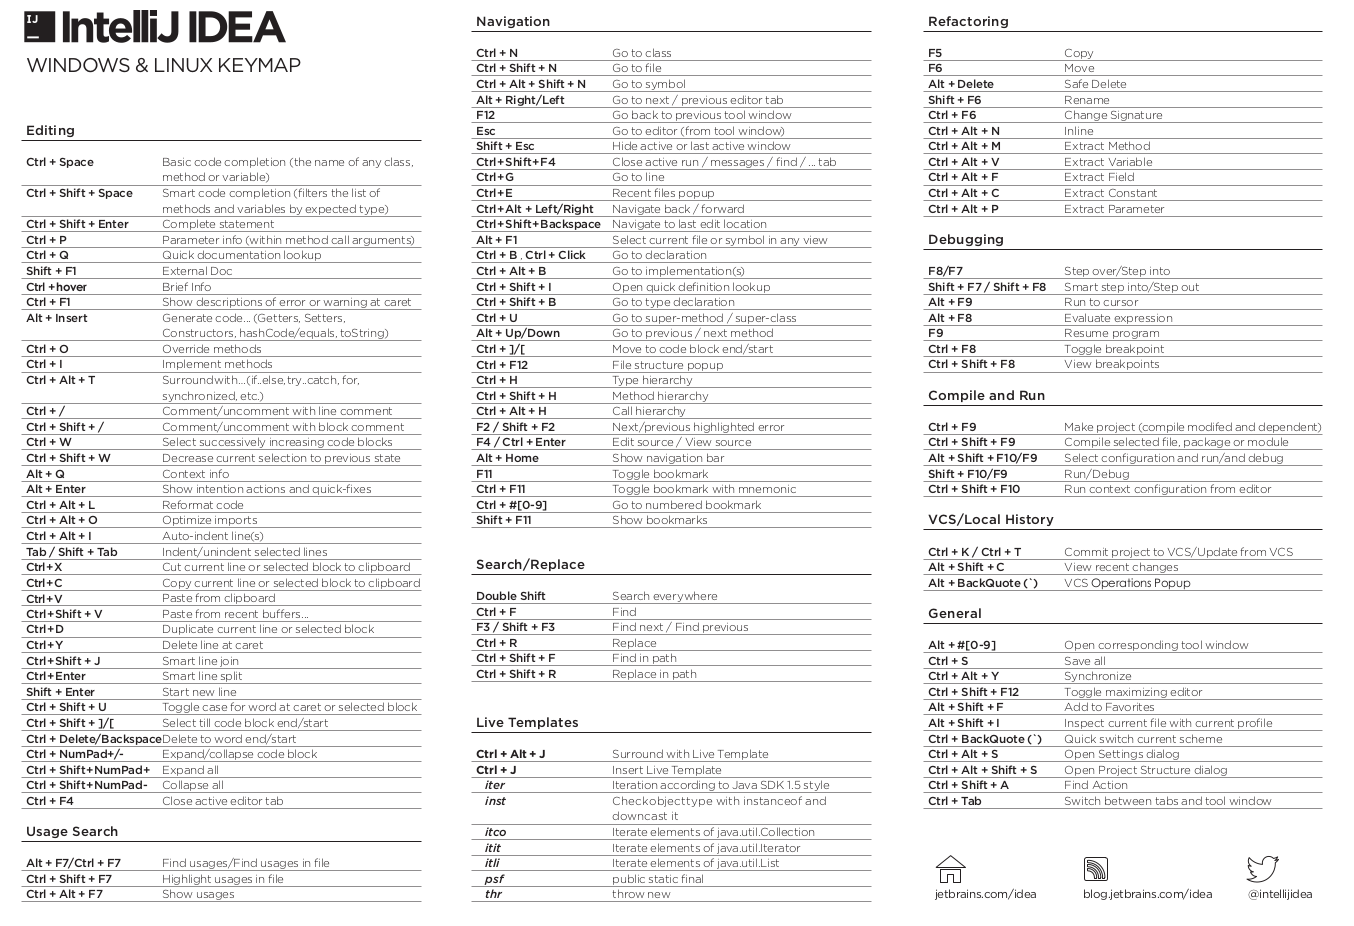 IJ IntelliJ IDEA
WINDOWS & LINUX KEYMAP
Editing
Ctrl + Space Basic code completion (the name of any class,
method or variable)
Ctrl + Shift + Space Smart code completion (filters the list of
methods and variables by expected type)
Ctrl + Shift + Enter Complete statement
Ctrl + P Parameter info (within method call arguments)
Ctrl + Q Quick documentation lookup
Shift + F1 External Doc
Ctrl +hover Brief Info
Ctrl + F1 Show descriptions of error or warning at caret
Alt + Insert Generate code... (Getters, Setters,
Constructors, hashCode/equals, toString)
Ctrl + O Override methods
Ctrl + I Implement methods
Ctrl + Alt + T Surroundwith...(if..else,try..catch, for,
synchronized, etc.)
Ctrl + / Comment/uncomment with line comment
Ctrl + Shift + / Comment/uncomment with block comment
Ctrl + W Select successively increasing code blocks
Ctrl + Shift + W Decrease current selection to previous state
Alt + Q Context info
Alt + Enter Show intention actions and quick-fixes
Ctrl + Alt + L Reformat code
Ctrl + Alt + O Optimize imports
Ctrl + Alt + I Auto-indent line(s)
Tab / Shift + Tab Indent/unindent selected lines
Ctrl+X Cut current line or selected block to clipboard
Ctrl+C Copy current line or selected block to clipboard
Ctrl+V Paste from clipboard
Ctrl+Shift + V Paste from recent buffers...
Ctrl+D Duplicate current line or selected block
Ctrl+Y Delete line at caret
Ctrl+Shift + J Smart line join
Ctrl+Enter Smart line split
Shift + Enter Start new line
Ctrl + Shift + U Toggle case for word at caret or selected block
Ctrl + Shift + ]/[ Select till code block end/start
Ctrl + Delete/Backspace Delete to word end/start
Ctrl + NumPad+/- Expand/collapse code block
Ctrl + Shift+NumPad+ Expand all
Ctrl + Shift+NumPad- Collapse all
Ctrl + F4 Close active editor tab
Usage Search
Alt + F7/Ctrl + F7 Find usages/Find usages in file
Ctrl + Shift + F7 Highlight usages in file
Ctrl + Alt + F7 Show usages
Navigation
Ctrl + N Go to class
Ctrl + Shift + N Go to file
Ctrl + Alt + Shift + N Go to symbol
Alt + Right/Left Go to next / previous editor tab
F12 Go back to previous tool window
Esc Go to editor (from tool window)
Shift + Esc Hide active or last active window
Ctrl+Shift+F4 Close active run / messages / find / ... tab
Ctrl+G Go to line
Ctrl+E Recent files popup
Ctrl+Alt + Left/Right Navigate back / forward
Ctrl+Shift+Backspace Navigate to last edit location
Alt + F1 Select current file or symbol in any view
Ctrl + B , Ctrl + Click Go to declaration
Ctrl + Alt + B Go to implementation(s)
Ctrl + Shift + I Open quick definition lookup
Ctrl + Shift + B Go to type declaration
Ctrl + U Go to super-method / super-class
Alt + Up/Down Go to previous / next method
Ctrl + ]/[ Move to code block end/start
Ctrl + F12 File structure popup
Ctrl + H Type hierarchy
Ctrl + Shift + H Method hierarchy
Ctrl + Alt + H Call hierarchy
F2 / Shift + F2 Next/previous highlighted error
F4 / Ctrl + Enter Edit source / View source
Alt + Home Show navigation bar
F11 Toggle bookmark
Ctrl + F11 Toggle bookmark with mnemonic
Ctrl + #[0-9] Go to numbered bookmark
Shift + F11 Show bookmarks
Search/Replace
Double Shift Search everywhere
Ctrl + F Find
F3 / Shift + F3 Find next / Find previous
Ctrl + R Replace
Ctrl + Shift + F Find in path
Ctrl + Shift + R Replace in path
Live Templates
Ctrl + Alt + J Surround with Live Template
Ctrl + J Insert Live Template
iter Iteration according to Java SDK 1.5 style
inst Checkobjecttype with instanceof and
downcast it
itco Iterate elements of java.util.Collection
itit Iterate elements of java.util.Iterator
itli Iterate elements of java.util.List
psf public static final
thr throw new
Refactoring
F5 Copy
F6 Move
Alt + Delete Safe Delete
Shift + F6 Rename
Ctrl + F6 Change Signature
Ctrl + Alt + N Inline
Ctrl + Alt + M Extract Method
Ctrl + Alt + V Extract Variable
Ctrl + Alt + F Extract Field
Ctrl + Alt + C Extract Constant
Ctrl + Alt + P Extract Parameter
Debugging
F8/F7 Step over/Step into
Shift + F7 / Shift + F8 Smart step into/Step out
Alt + F9 Run to cursor
Alt + F8 Evaluate expression
F9 Resume program
Ctrl + F8 Toggle breakpoint
Ctrl + Shift + F8 View breakpoints
Compile and Run
Ctrl + F9 Make project (compile modifed and dependent)
Ctrl + Shift + F9 Compile selected file, package or module
Alt + Shift + F10/F9 Select configuration and run/and debug
Shift + F10/F9 Run/Debug
Ctrl + Shift + F10 Run context configuration from editor
VCS/Local History
Ctrl + K / Ctrl + T Commit project to VCS/Update from VCS
Alt + Shift + C View recent changes
Alt + BackQuote (`) VCS Operations Popup
General
Alt + #[0-9] Open corresponding tool window
Ctrl + S Save all
Ctrl + Alt + Y Synchronize
Ctrl + Shift + F12 Toggle maximizing editor
Alt + Shift + F Add to Favorites
Alt + Shift + I Inspect current file with current profile
Ctrl + BackQuote (`) Quick switch current scheme
Ctrl + Alt + S Open Settings dialog
Ctrl + Alt + Shift + S Open Project Structure dialog
Ctrl + Shift + A Find Action
Ctrl + Tab Switch between tabs and tool window
jetbrains.com/idea blog.jetbrains.com/idea @intellijidea